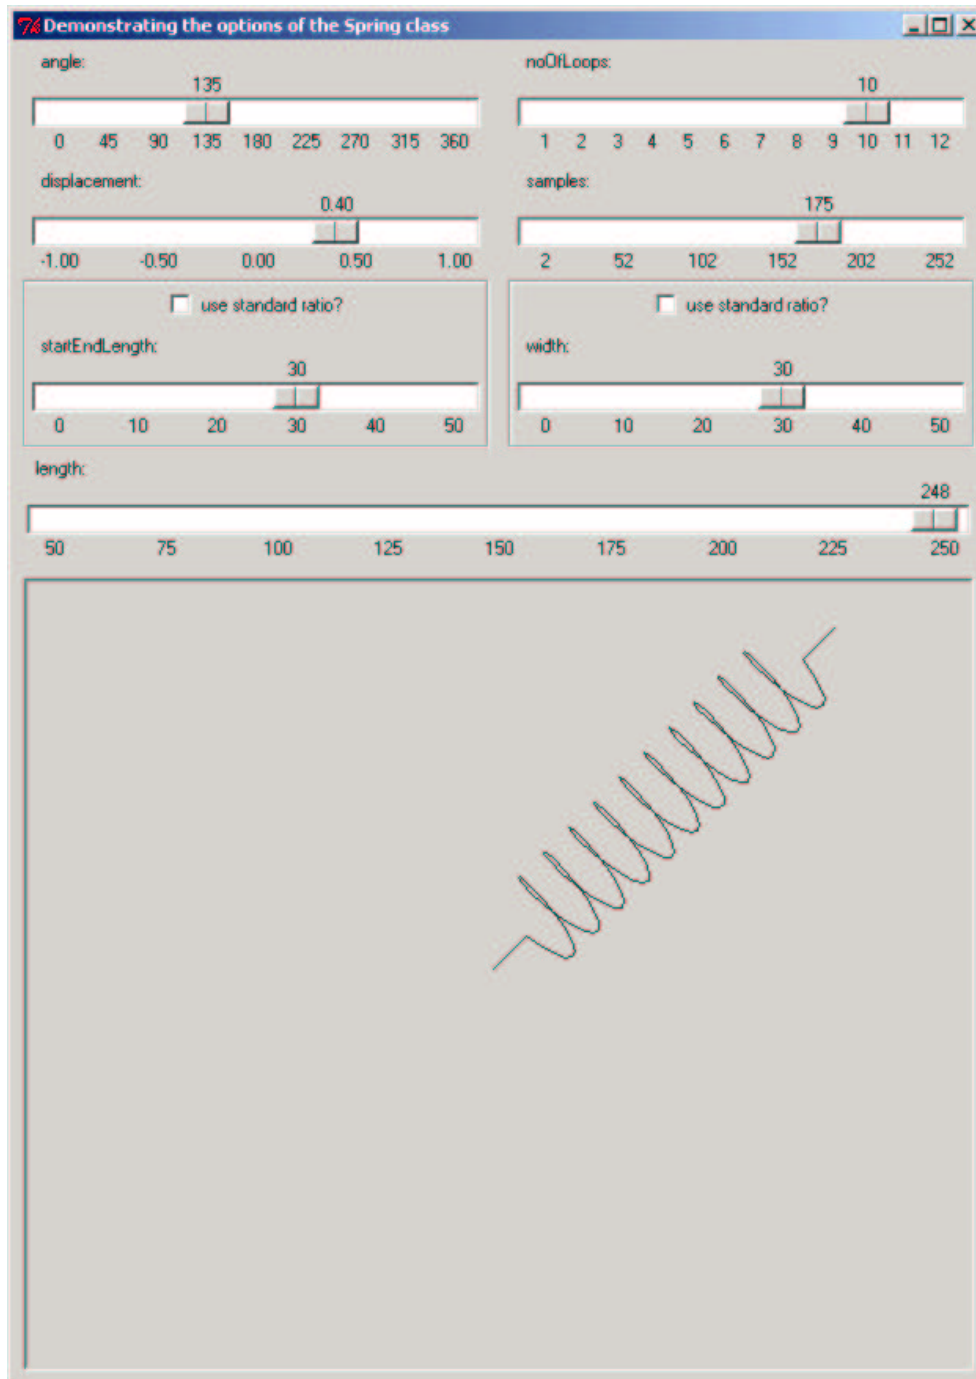 Demonstrating the options of the Spring class
angle:
135
0 45 90 135 180 225 270 315 360
noOfLoops:
10
1 2 3 4 5 6 7 8 9 10 11 12
displacement:
0.40
-1.00 -0.50 0.00 0.50 1.00
samples:
175
2 52 102 152 202 252
use standard ratio?
startEndLength:
30
0 10 20 30 40 50
use standard ratio?
width:
30
0 10 20 30 40 50
length:
248
50 75 100 125 150 175 200 225 250